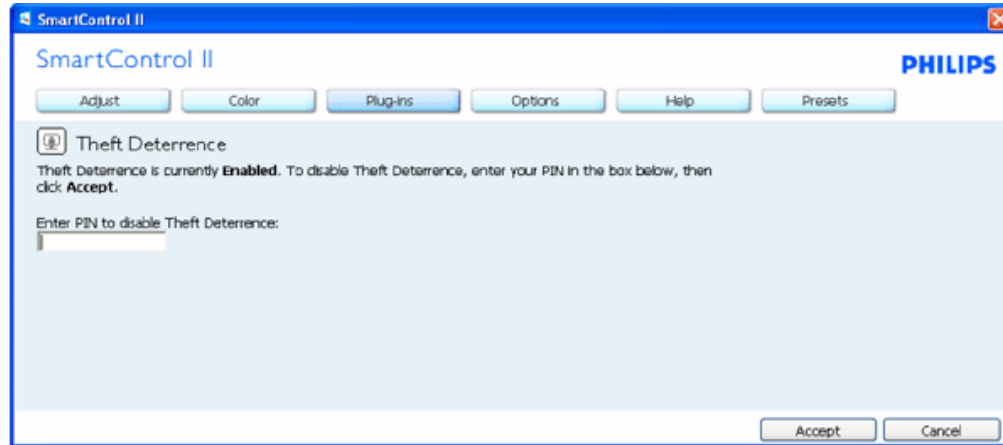 SmartControl II
SmartControl II
PHILIPS
Adjust Color Plug-ins Options Help Presets
Theft Deterrence
Theft Deterrence is currently Enabled. To disable Theft Deterrence, enter your PIN in the box below, then
click Accept.
Enter PIN to disable Theft Deterrence:
Accept Cancel